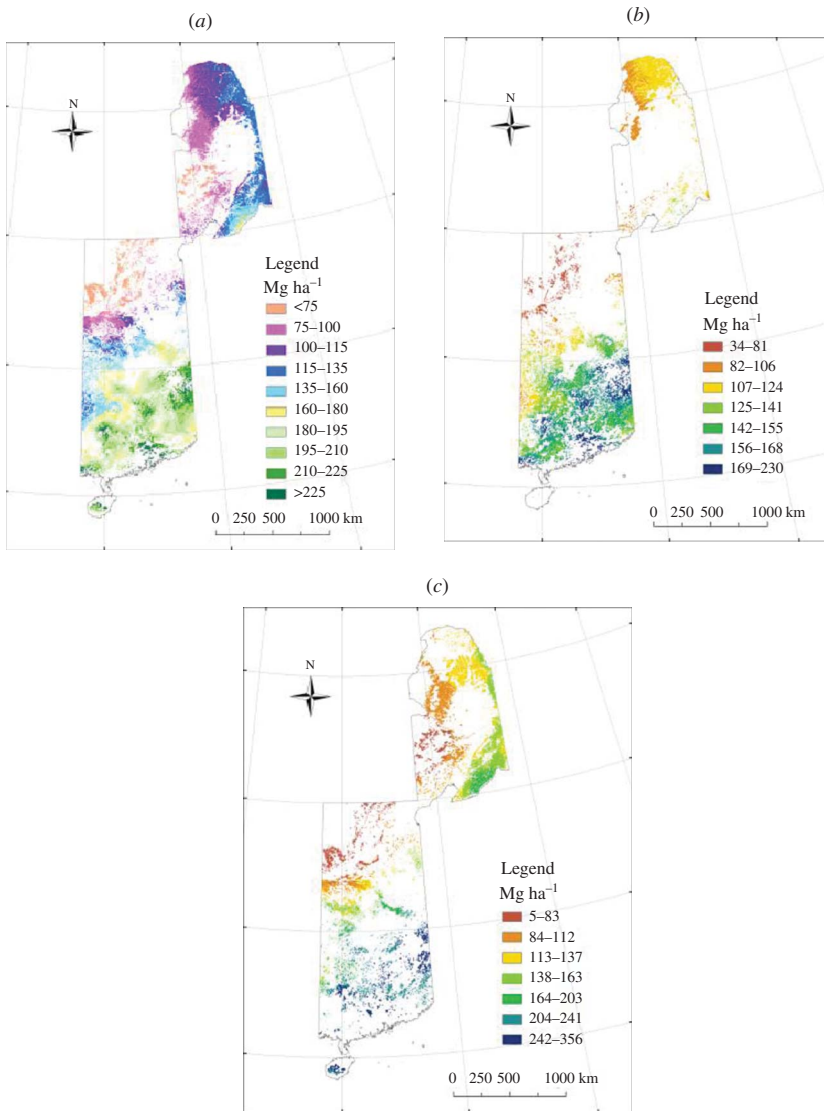 (a)
N
Legend
Mg ha⁻¹
<75
75–100
100–115
115–135
135–160
160–180
180–195
195–210
210–225
>225
0 250 500 1000 km
(b)
N
Legend
Mg ha⁻¹
34–81
82–106
107–124
125–141
142–155
156–168
169–230
0 250 500 1000 km
(c)
N
Legend
Mg ha⁻¹
5–83
84–112
113–137
138–163
164–203
204–241
242–356
0 250 500 1000 km